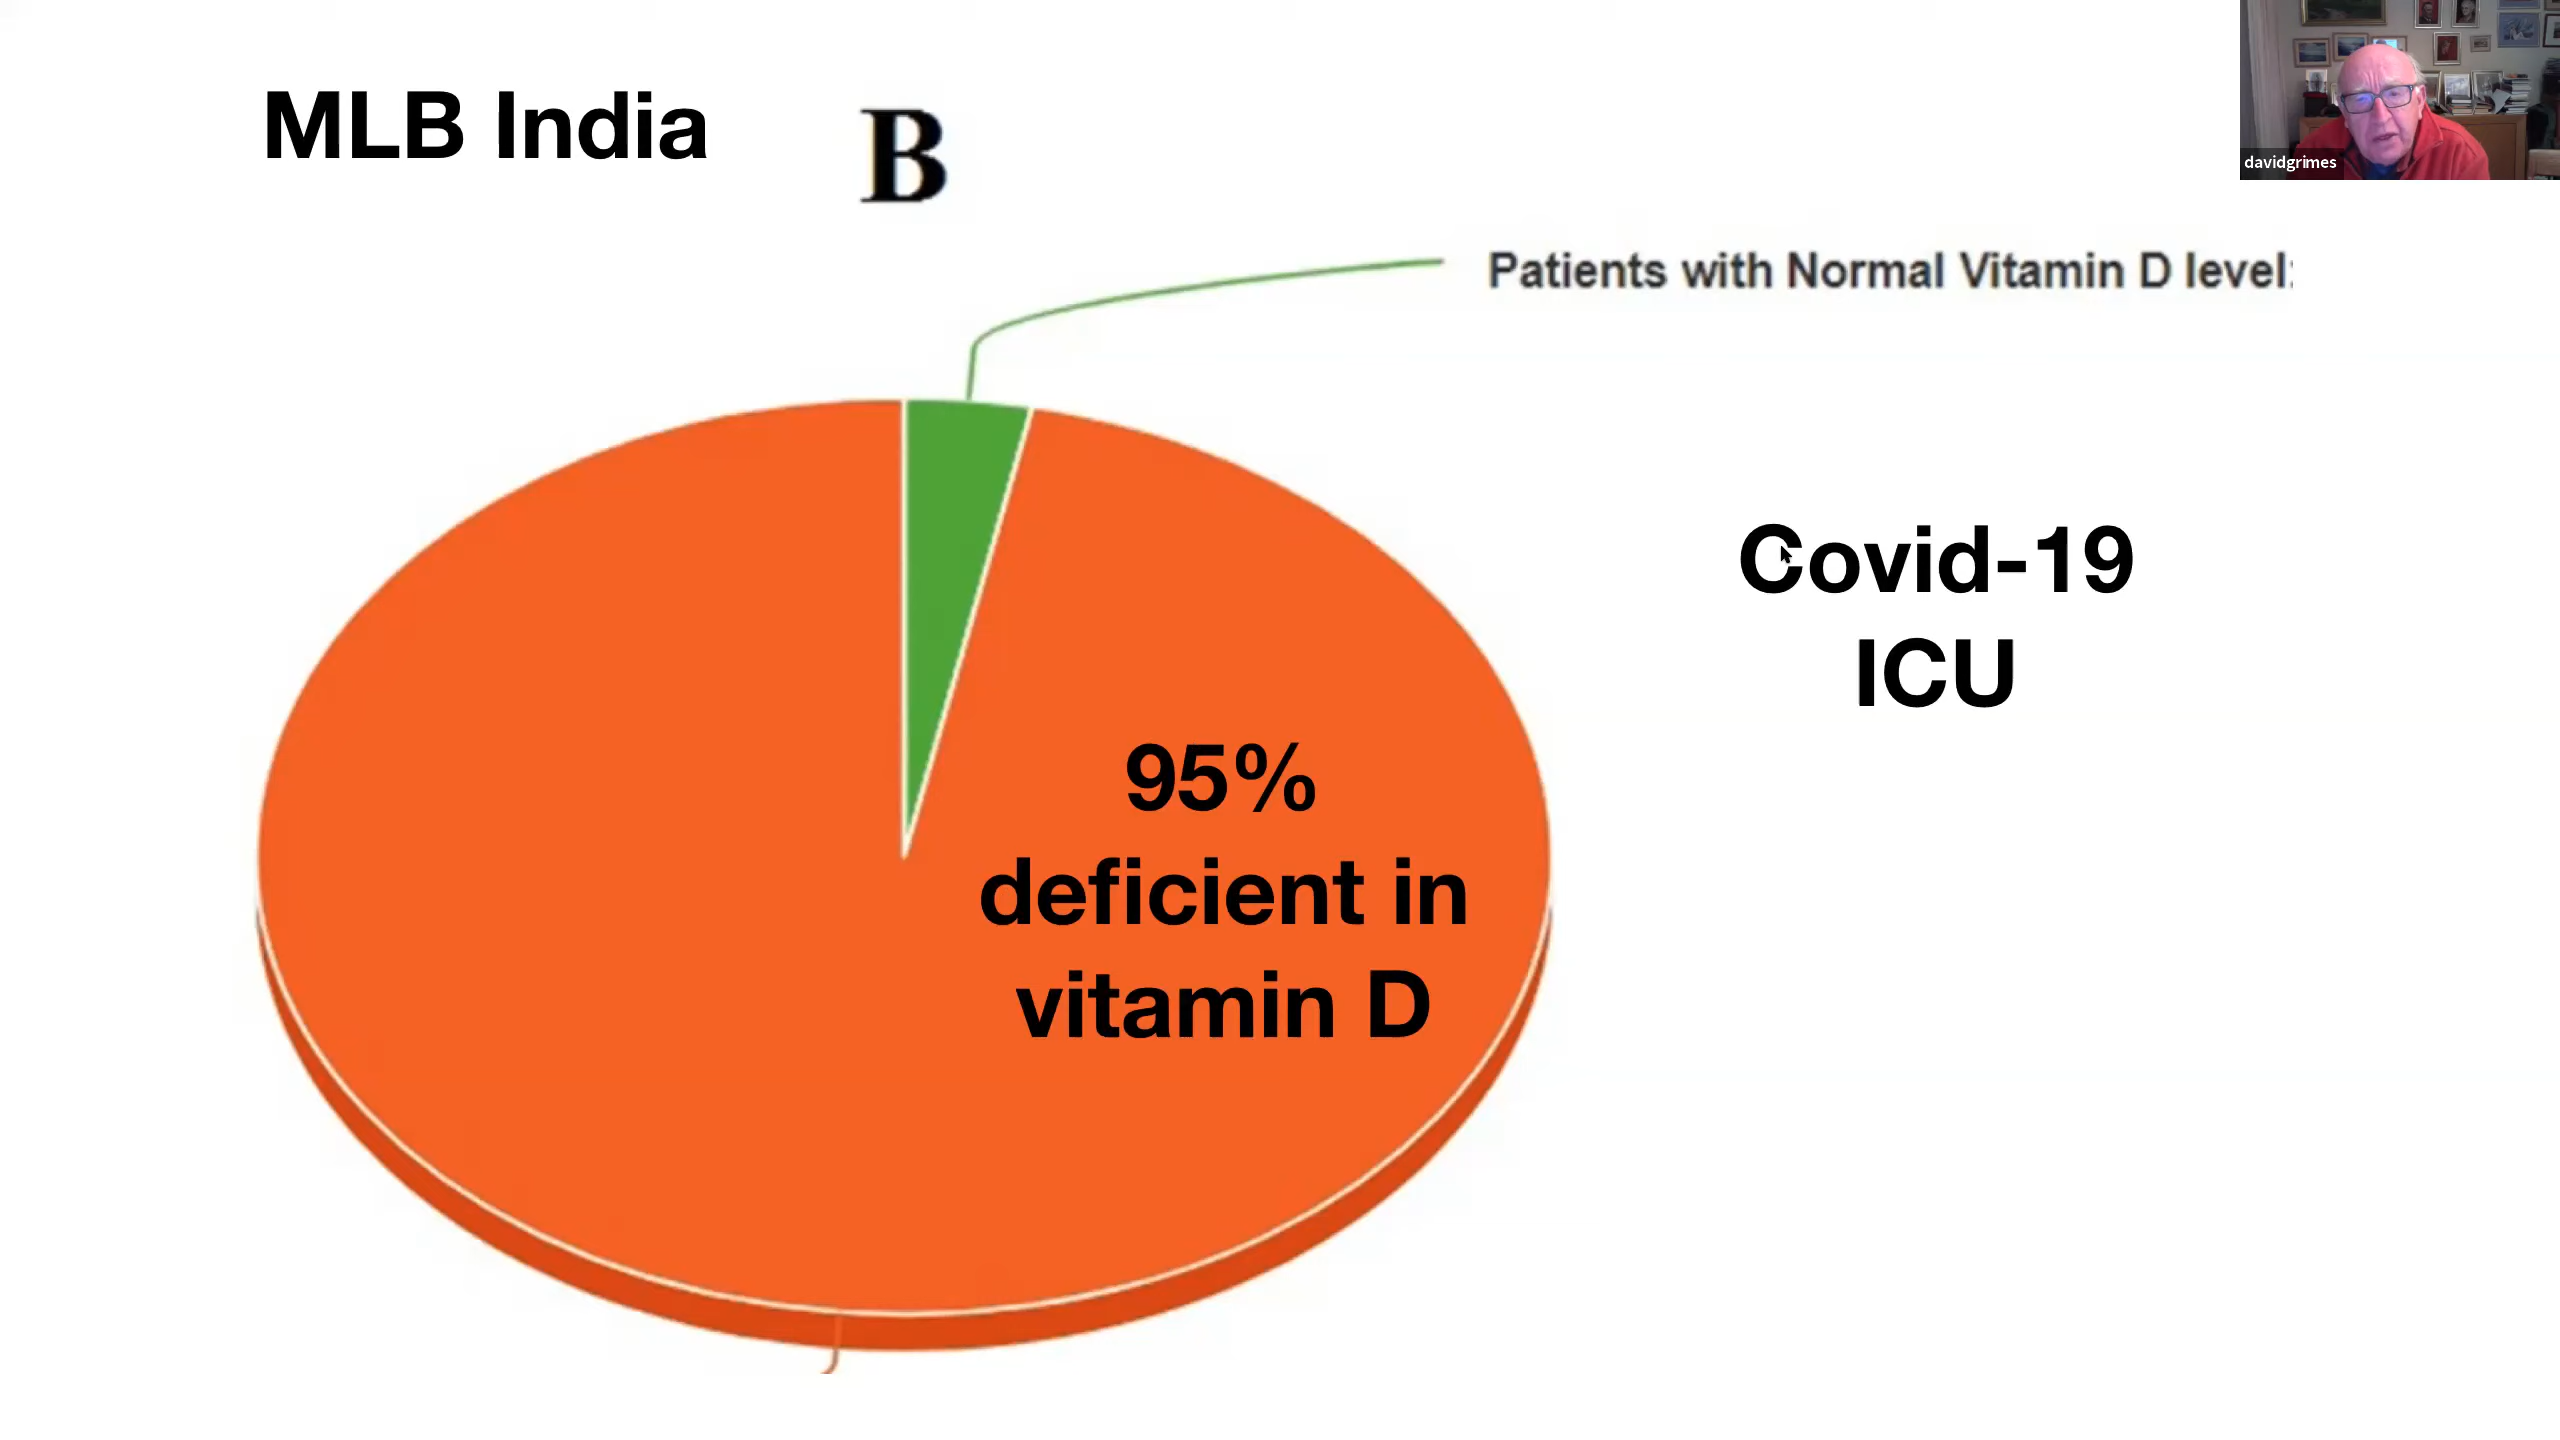 MLB India
B
davidgrimes
Patients with Normal Vitamin D level:
Covid-19
ICU
95%
deficient in
vitamin D